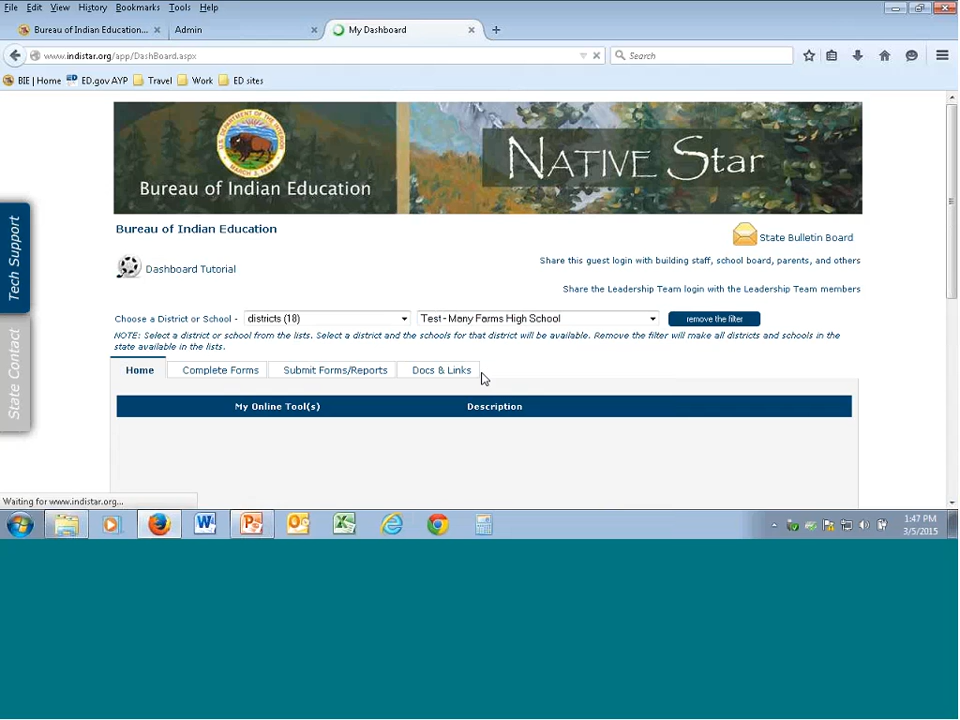 File Edit View History Bookmarks Tools Help
Bureau of Indian Education... × Admin × My Dashboard × +
www.indistar.org/app/DashBoard.aspx Search
BIE | Home ED.gov AYP Travel Work ED sites
Bureau of Indian Education NATIVE Star
Bureau of Indian Education
State Bulletin Board
Share this guest login with building staff, school board, parents, and others
Dashboard Tutorial
Share the Leadership Team login with the Leadership Team members
Tech Support
State Contact
Choose a District or School - districts (18) Test - Many Farms High School remove the filter
NOTE: Select a district or school from the lists. Select a district and the schools for that district will be available. Remove the filter will make all districts and schools in the
state available in the lists.
Home Complete Forms Submit Forms/Reports Docs & Links
My Online Tool(s) Description
Waiting for www.indistar.org...
1:47 PM
3/5/2015